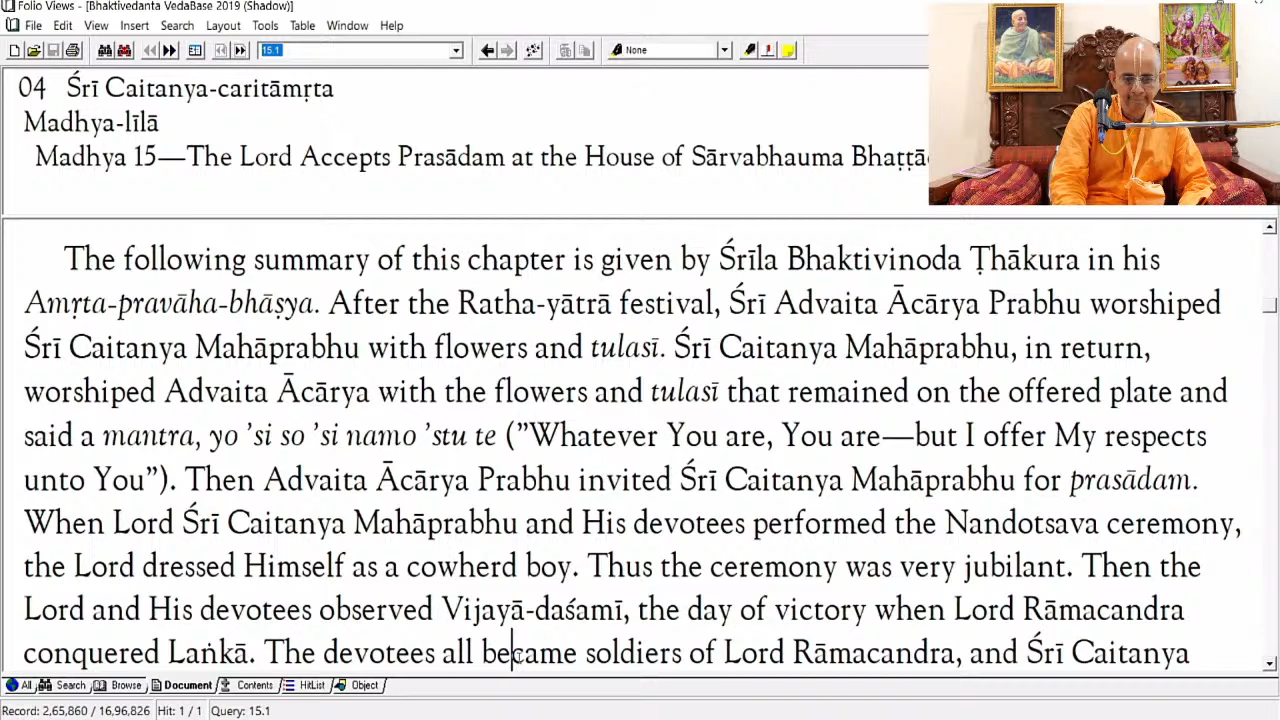 Folio Views - [Bhaktivedanta VedaBase 2019 (Shadow)]
File Edit View Insert Search Layout Tools Table Window Help
15.1 None
04 Śrī Caitanya-caritāmṛta
Madhya-līlā
Madhya 15—The Lord Accepts Prasādam at the House of Sārvabhauma Bhaṭṭā
The following summary of this chapter is given by Śrīla Bhaktivinoda Ṭhākura in his
Amṛta-pravāha-bhāṣya. After the Ratha-yātrā festival, Śrī Advaita Ācārya Prabhu worshiped
Śrī Caitanya Mahāprabhu with flowers and tulasī. Śrī Caitanya Mahāprabhu, in return,
worshiped Advaita Ācārya with the flowers and tulasī that remained on the offered plate and
said a mantra, yo ’si so ’si namo ’stu te (”Whatever You are, You are—but I offer My respects
unto You”). Then Advaita Ācārya Prabhu invited Śrī Caitanya Mahāprabhu for prasādam.
When Lord Śrī Caitanya Mahāprabhu and His devotees performed the Nandotsava ceremony,
the Lord dressed Himself as a cowherd boy. Thus the ceremony was very jubilant. Then the
Lord and His devotees observed Vijayā-daśamī, the day of victory when Lord Rāmacandra
conquered Laṅkā. The devotees all became soldiers of Lord Rāmacandra, and Śrī Caitanya
All Search Browse Document Contents HitList Object
Record: 2,65,860 / 16,96,826 Hit: 1 / 1 Query: 15.1